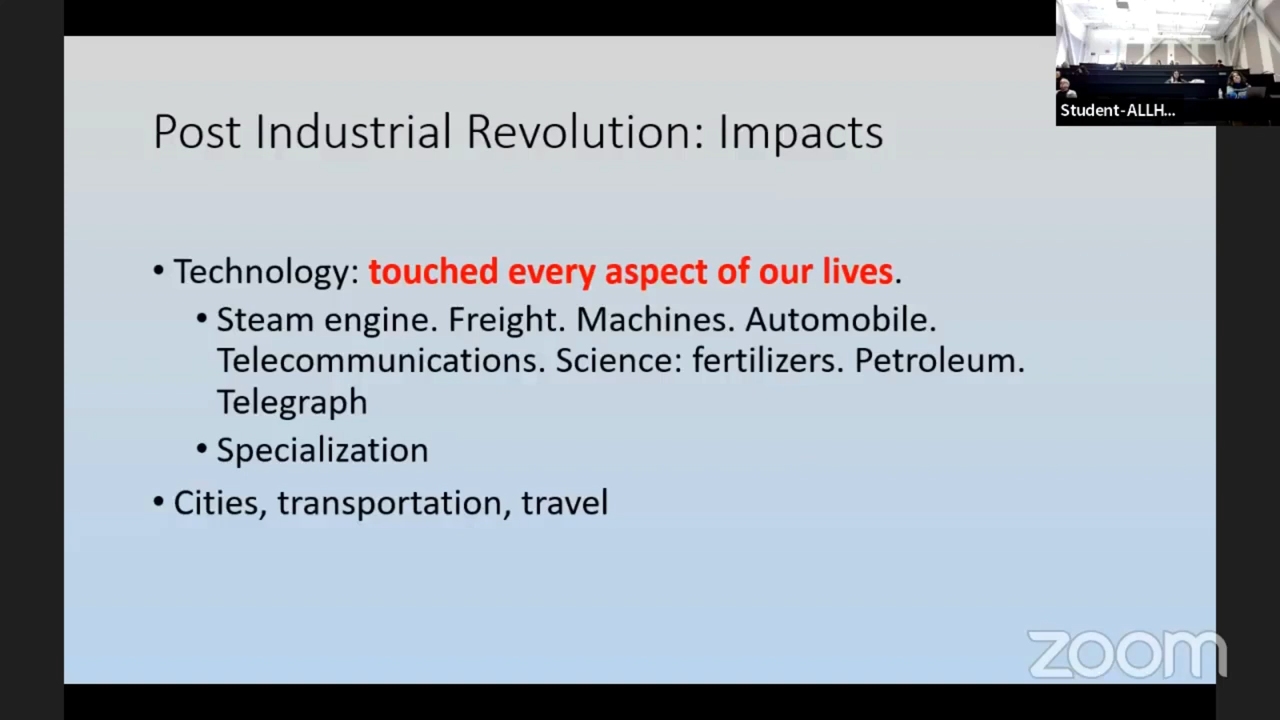 Student-ALLH...
Post Industrial Revolution: Impacts
• Technology: touched every aspect of our lives.
• Steam engine. Freight. Machines. Automobile.
Telecommunications. Science: fertilizers. Petroleum.
Telegraph
• Specialization
• Cities, transportation, travel
zoom